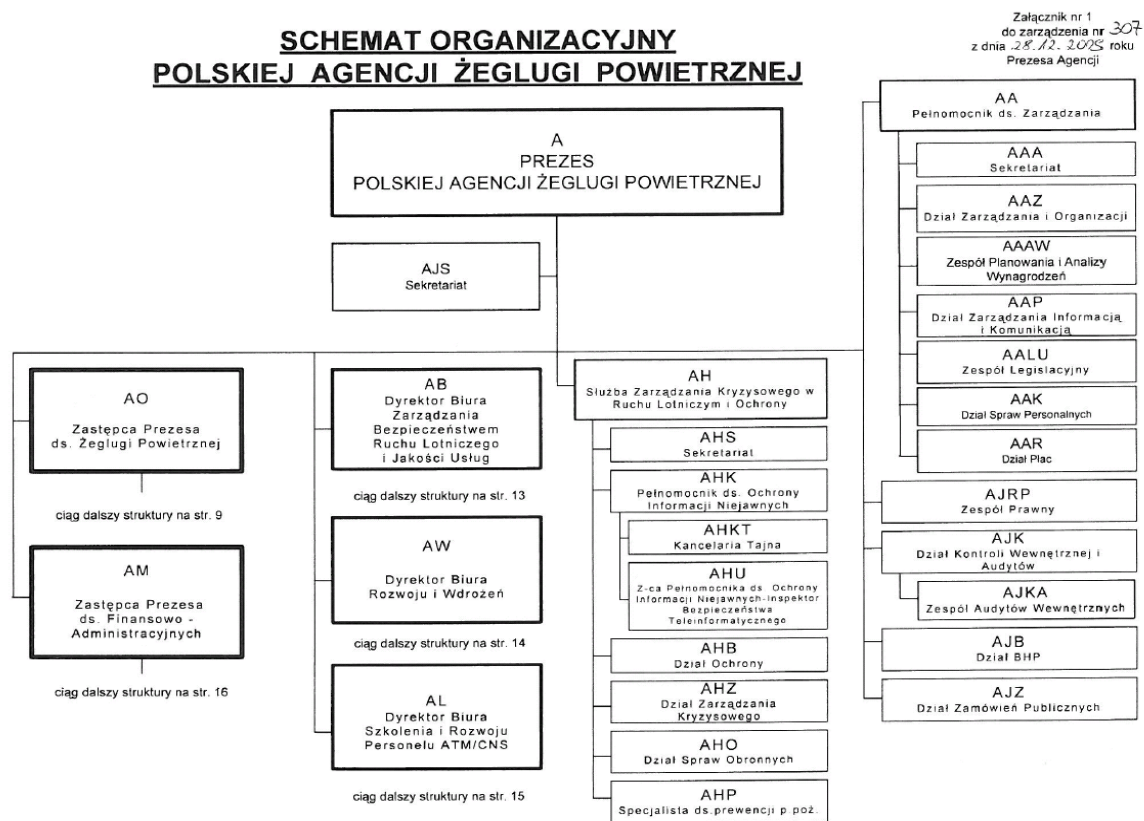 Załącznik nr 1
do zarządzenia nr 307
z dnia 28.12.2005 roku
Prezesa Agencji
SCHEMAT ORGANIZACYJNY
POLSKIEJ AGENCJI ŻEGLUGI POWIETRZNEJ
A
PREZES
POLSKIEJ AGENCJI ŻEGLUGI POWIETRZNEJ
AJS
Sekretariat
AO
Zastępca Prezesa
ds. Żeglugi Powietrznej
ciąg dalszy struktury na str. 9
AM
Zastępca Prezesa
ds. Finansowo -
Administracyjnych
ciąg dalszy struktury na str. 16
AB
Dyrektor Biura
Zarządzania
Bezpieczeństwem
Ruchu Lotniczego
i Jakości Usług
ciąg dalszy struktury na str. 13
AW
Dyrektor Biura
Rozwoju i Wdrożeń
ciąg dalszy struktury na str. 14
AL
Dyrektor Biura
Szkolenia i Rozwoju
Personelu ATM/CNS
ciąg dalszy struktury na str. 15
AH
Służba Zarządzania Kryzysowego w
Ruchu Lotniczym i Ochrony
AHS
Sekretariat
AHK
Pełnomocnik ds. Ochrony
Informacji Niejawnych
AHKT
Kancelaria Tajna
AHU
Z-ca Pełnomocnika ds. Ochrony
Informacji Niejawnych-Inspektor
Bezpieczeństwa
Teleinformatycznego
AHB
Dział Ochrony
AHZ
Dział Zarządzania
Kryzysowego
AHO
Dział Spraw Obronnych
AHP
Specjalista ds.prewencji p.poż.
AA
Pełnomocnik ds. Zarządzania
AAA
Sekretariat
AAZ
Dział Zarządzania i Organizacji
AAAW
Zespół Planowania i Analizy
Wynagrodzeń
AAP
Dział Zarządzania Informacją
i Komunikacją
AALU
Zespół Legislacyjny
AAK
Dział Spraw Personalnych
AAR
Dział Płac
AJRP
Zespół Prawny
AJK
Dział Kontroli Wewnętrznej i
Audytów
AJKA
Zespół Audytów Wewnętrznych
AJB
Dział BHP
AJZ
Dział Zamówień Publicznych